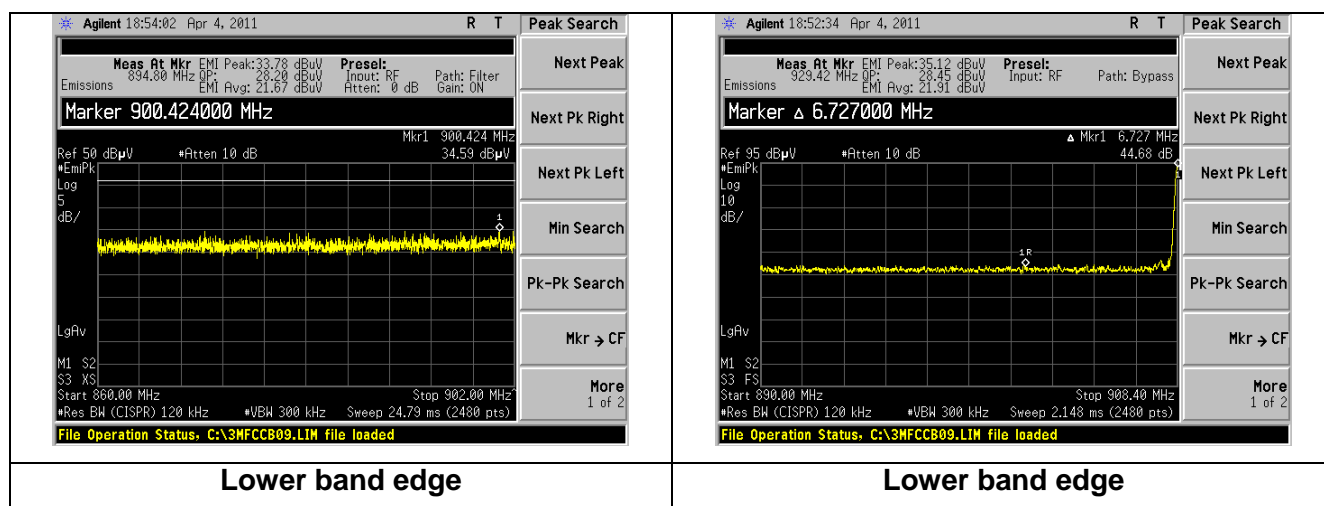 Agilent 18:54:02 Apr 4, 2011 R T
Peak Search
Meas At Mkr EMI Peak:33.78 dBuV Presel:
894.80 MHz QP: 28.20 dBuV Input: RF Path: Filter
Emissions EMI Avg: 21.67 dBuV Atten: 0 dB Gain: ON
Marker 900.424000 MHz
Mkr1 900.424 MHz
Ref 50 dBµV #Atten 10 dB 34.59 dBµV
#EmiPk
Log
5
dB/
1
LgAv
M1 S2
S3 XS
Start 860.00 MHz Stop 902.00 MHz^
#Res BW (CISPR) 120 kHz #VBW 300 kHz Sweep 24.79 ms (2480 pts)
File Operation Status, C:\3MFCCB09.LIM file loaded
Next Peak
Next Pk Right
Next Pk Left
Min Search
Pk-Pk Search
Mkr → CF
More
1 of 2
Lower band edge
Agilent 18:52:34 Apr 4, 2011 R T
Peak Search
Meas At Mkr EMI Peak:35.12 dBuV Presel:
929.42 MHz QP: 28.45 dBuV Input: RF Path: Bypass
Emissions EMI Avg: 21.91 dBuV
Marker Δ 6.727000 MHz
Δ Mkr1 6.727 MHz
Ref 95 dBµV #Atten 10 dB 44.68 dB
#EmiPk
Log
10
dB/
1R
LgAv
M1 S2
S3 FS
Start 890.00 MHz Stop 908.40 MHz
#Res BW (CISPR) 120 kHz #VBW 300 kHz Sweep 2.148 ms (2480 pts)
File Operation Status, C:\3MFCCB09.LIM file loaded
Next Peak
Next Pk Right
Next Pk Left
Min Search
Pk-Pk Search
Mkr → CF
More
1 of 2
Lower band edge